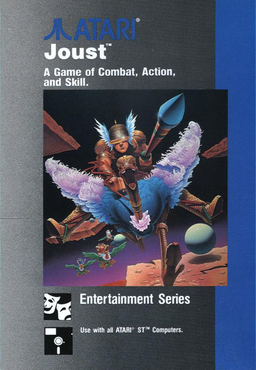 ATARI®
Joust™
A Game of Combat, Action,
and Skill.
Entertainment Series
Use with all ATARI® ST™ Computers.